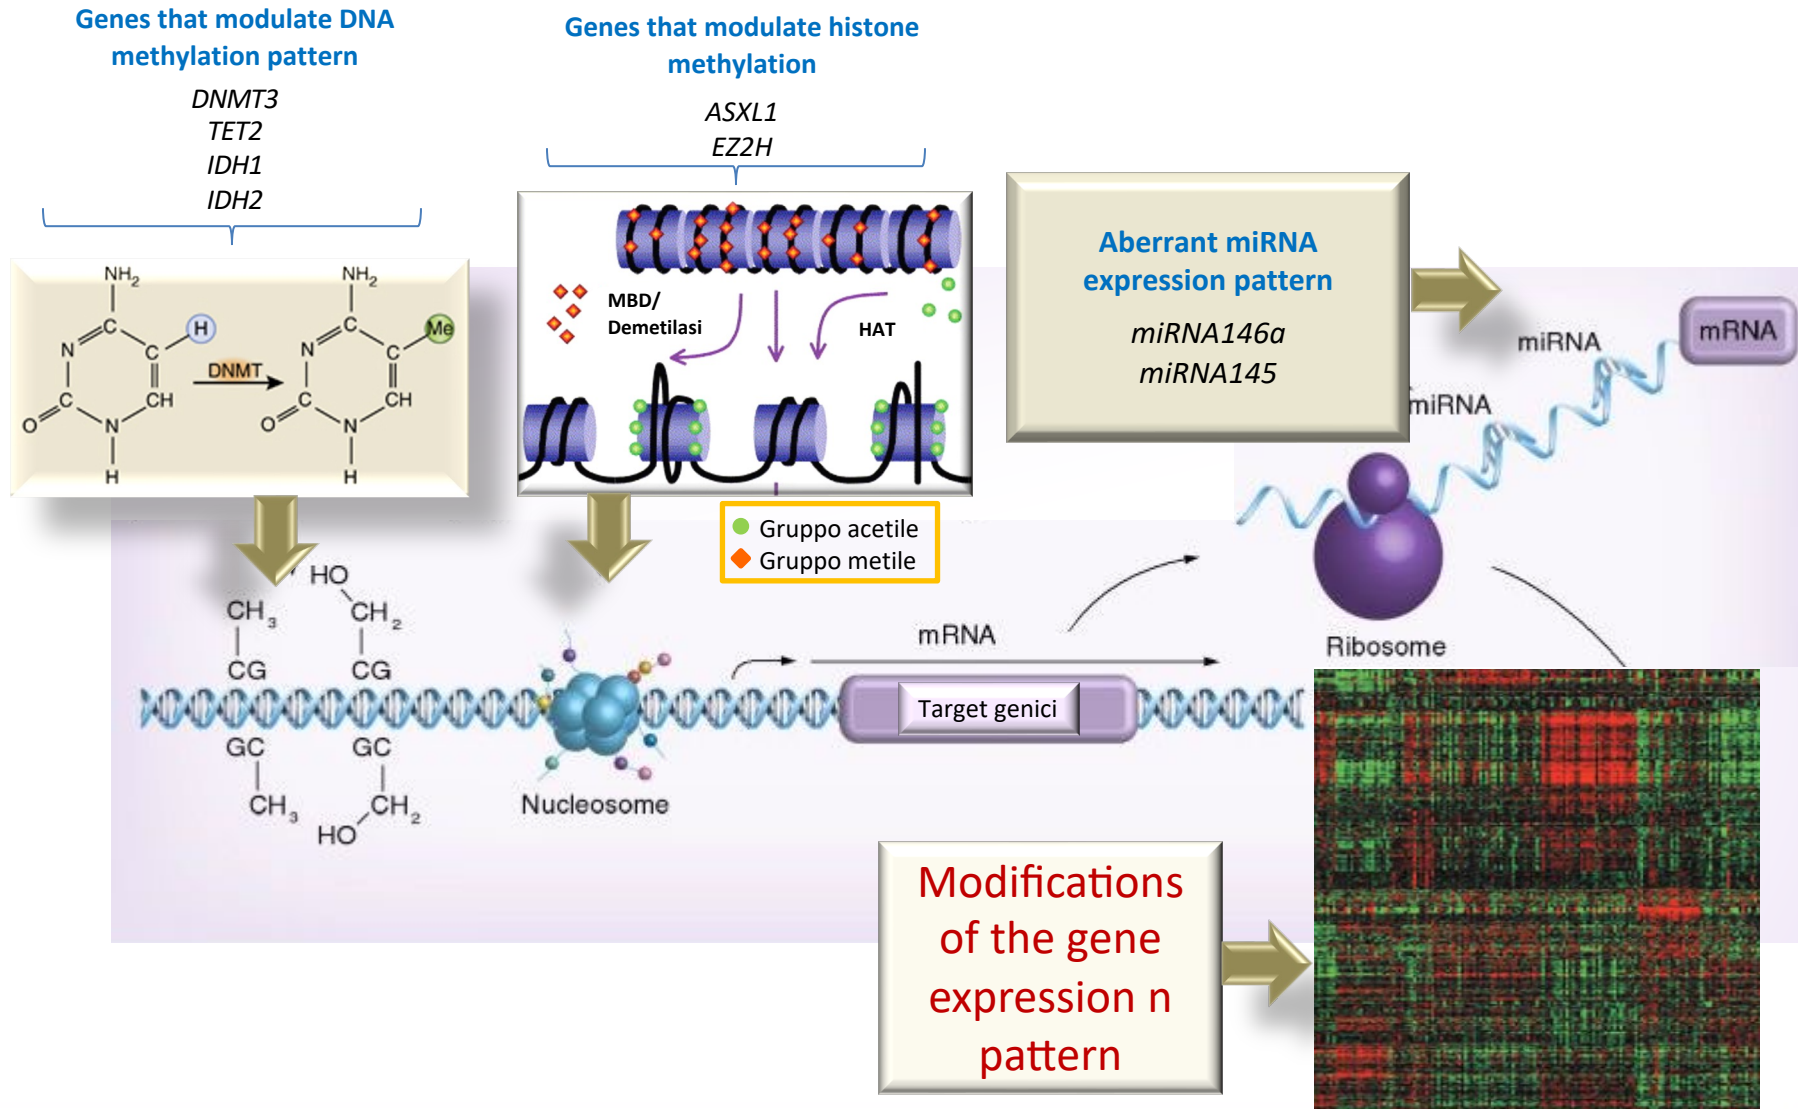 Genes that modulate DNA
methylation pattern
DNMT3
TET2
IDH1
IDH2
Genes that modulate histone
methylation
ASXL1
EZ2H
Aberrant miRNA
expression pattern
miRNA146a
miRNA145
NH2
H
N
C
C
DNMT
C
CH
O
N
H
NH2
Me
N
C
C
C
CH
O
N
H
MBD/
Demetilasi
HAT
Gruppo acetile
Gruppo metile
miRNA
mRNA
miRNA
Ribosome
HO
CH3
CH2
CG
CG
GC
GC
CH3
CH2
HO
Nucleosome
mRNA
Target genici
Modifications
of the gene
expression n
pattern